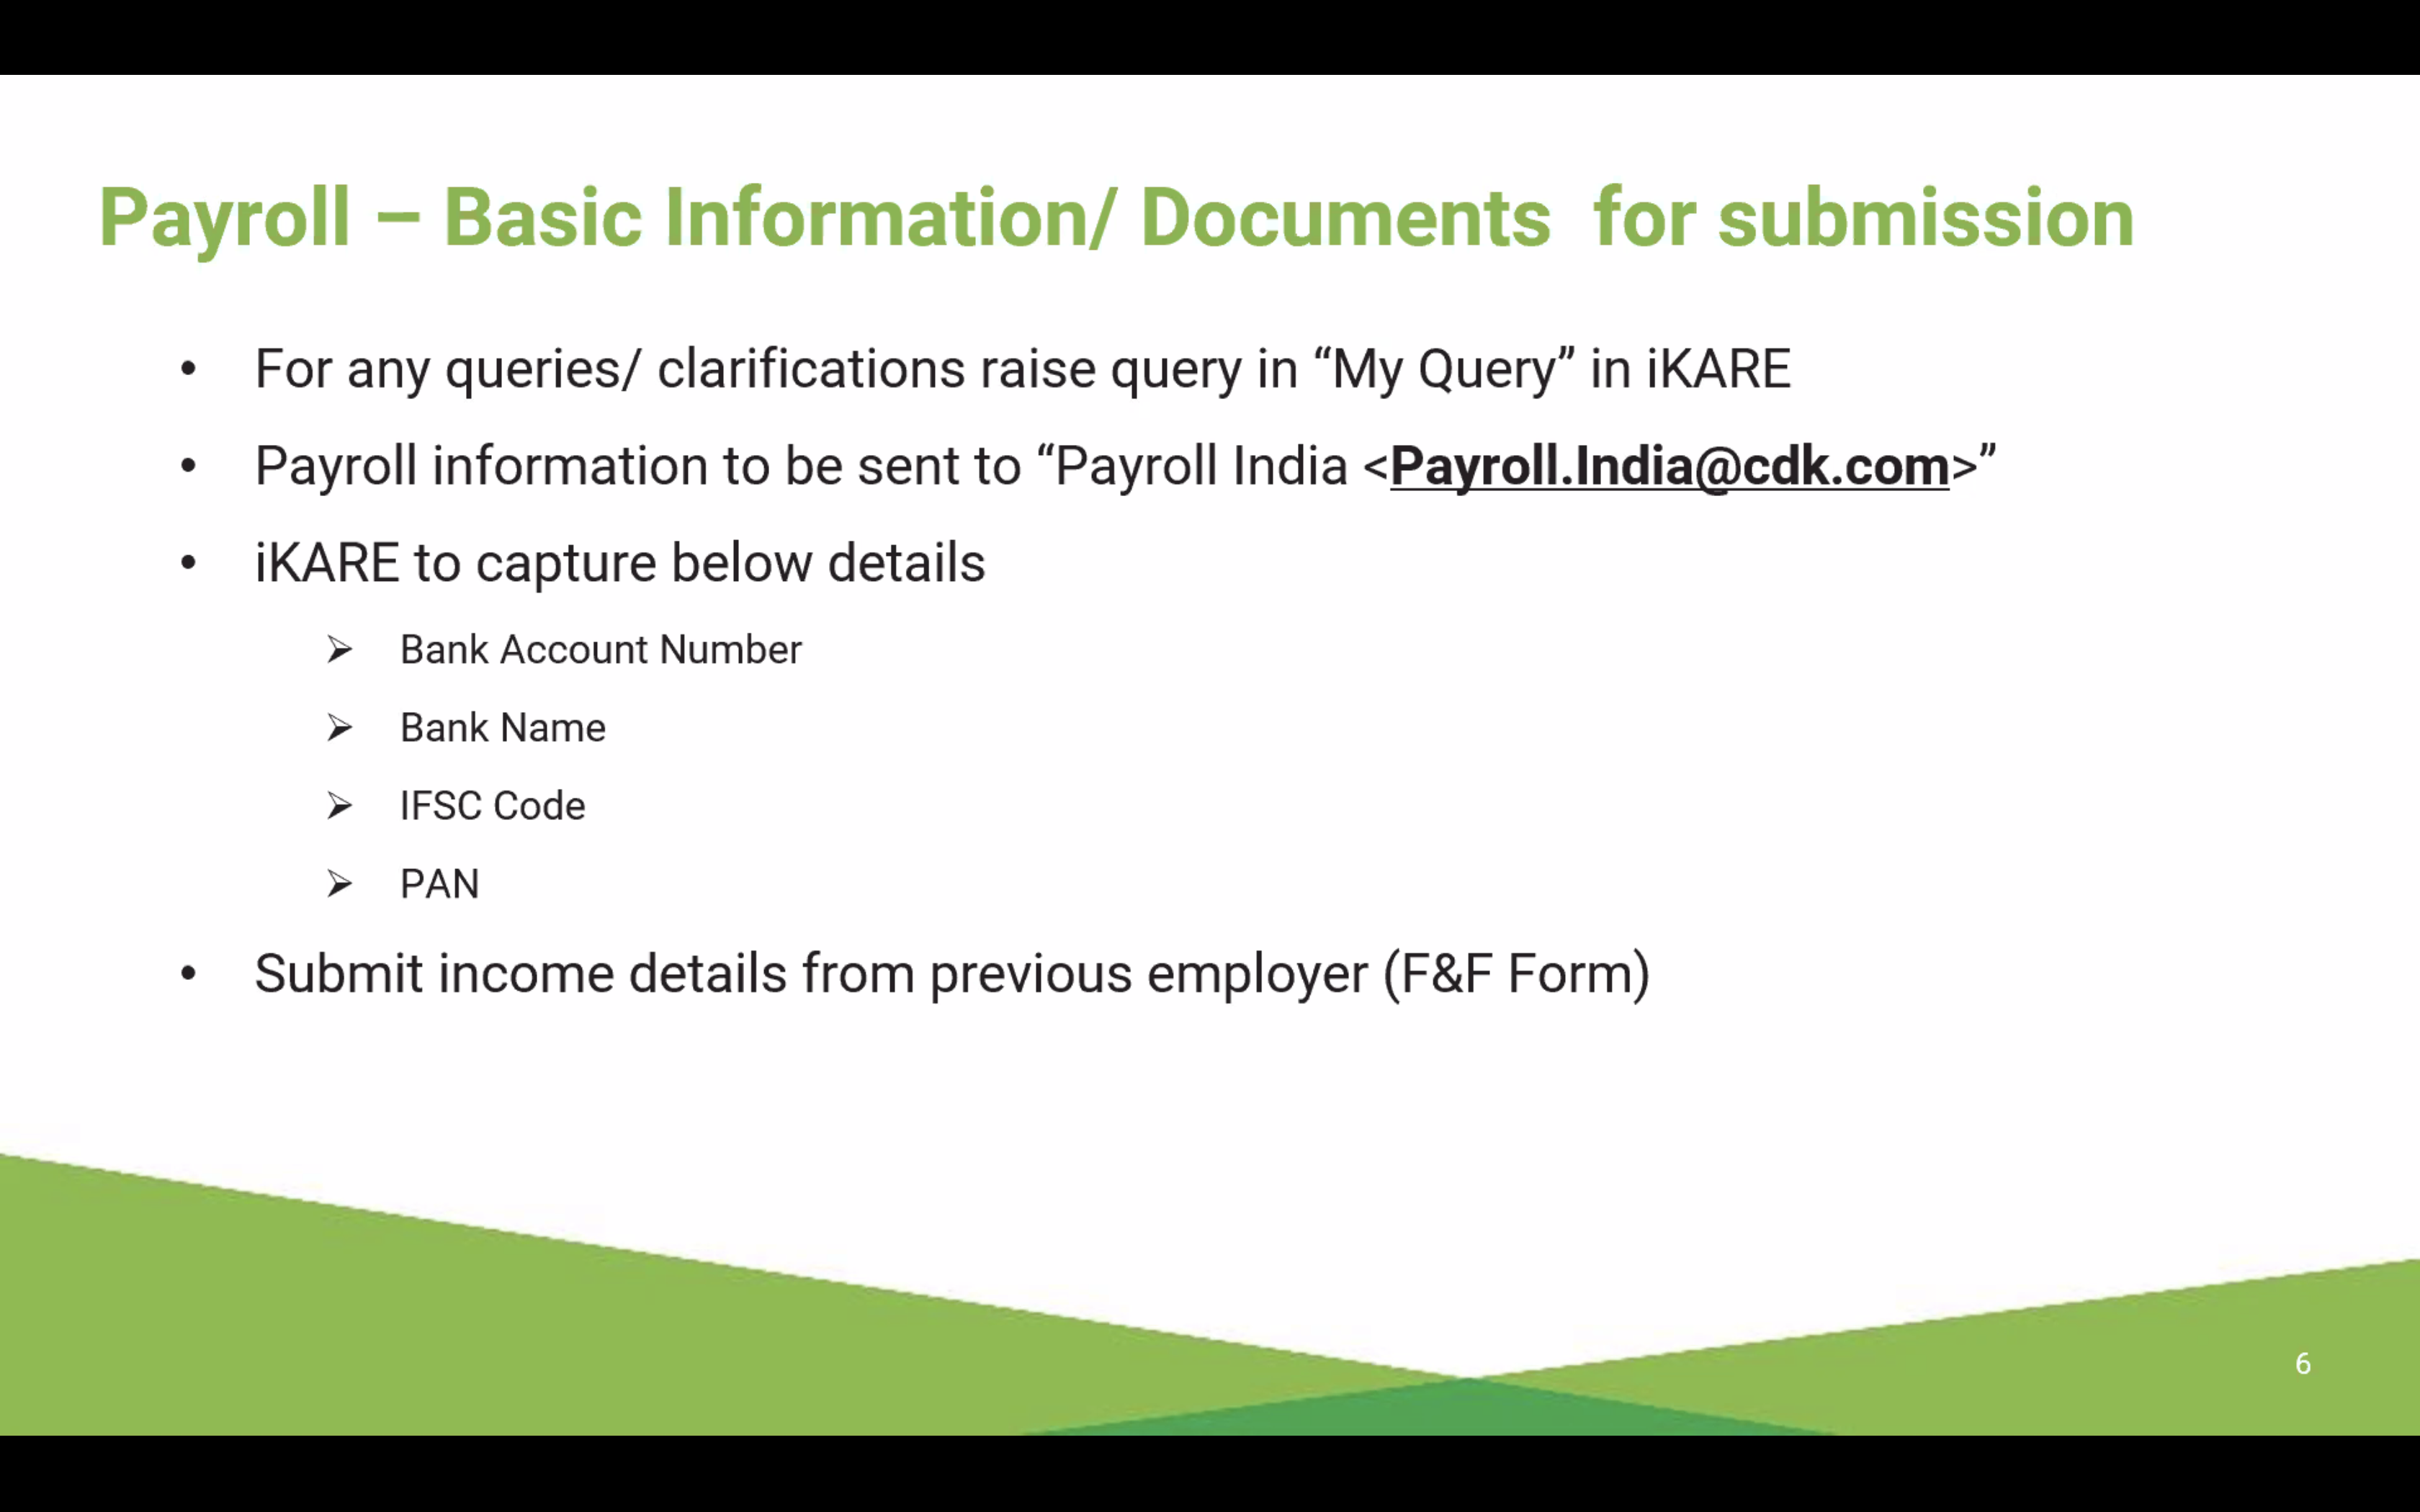 Payroll – Basic Information/ Documents  for submission
• For any queries/ clarifications raise query in “My Query” in iKARE
• Payroll information to be sent to “Payroll India <Payroll.India@cdk.com>”
• iKARE to capture below details
➢ Bank Account Number
➢ Bank Name
➢ IFSC Code
➢ PAN
• Submit income details from previous employer (F&F Form)
6